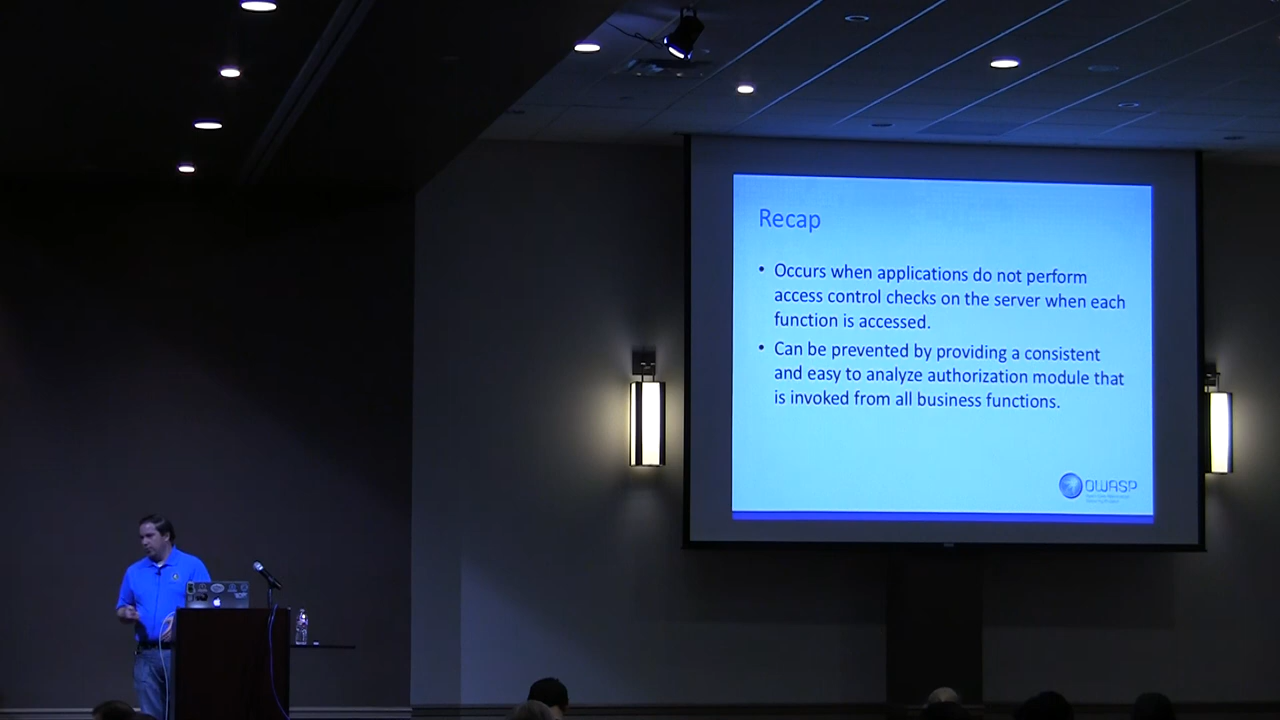 Recap
• Occurs when applications do not perform
access control checks on the server when each
function is accessed.
• Can be prevented by providing a consistent
and easy to analyze authorization module that
is invoked from all business functions.
OWASP